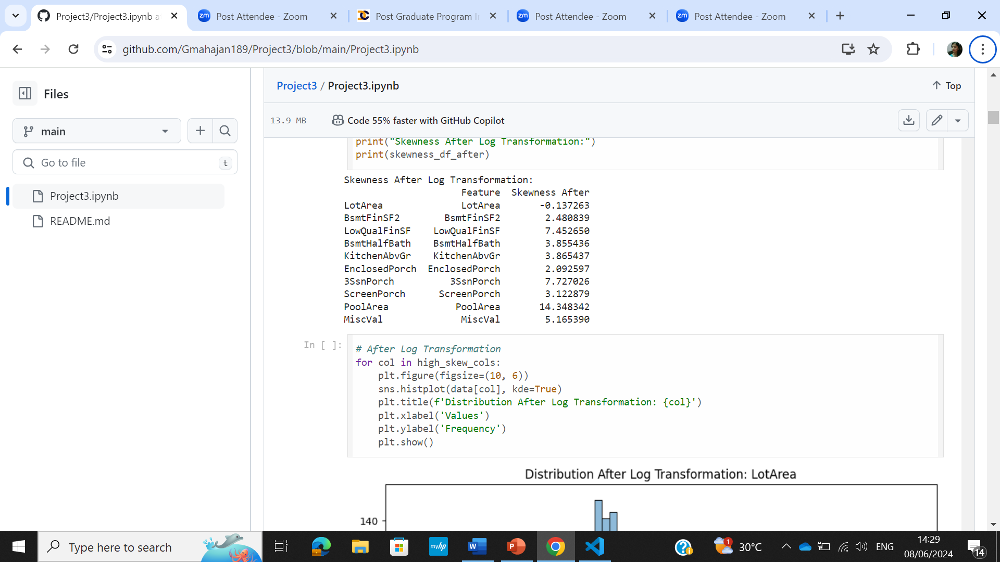 Project3/Project3.ipynb a
Post Attendee - Zoom
Post Graduate Program I
Post Attendee - Zoom
Post Attendee - Zoom
github.com/Gmahajan189/Project3/blob/main/Project3.ipynb
Files
main
Go to file
t
Project3.ipynb
README.md
Project3 / Project3.ipynb
Top
13.9 MB
Code 55% faster with GitHub Copilot
print("Skewness After Log Transformation:")
print(skewness_df_after)
Skewness After Log Transformation:
Feature Skewness After
LotArea LotArea -0.137263
BsmtFinSF2 BsmtFinSF2 2.480839
LowQualFinSF LowQualFinSF 7.452650
BsmtHalfBath BsmtHalfBath 3.855436
KitchenAbvGr KitchenAbvGr 3.865437
EnclosedPorch EnclosedPorch 2.092597
3SsnPorch 3SsnPorch 7.727026
ScreenPorch ScreenPorch 3.122879
PoolArea PoolArea 14.348342
MiscVal MiscVal 5.165390
In [ ]:
# After Log Transformation
for col in high_skew_cols:
    plt.figure(figsize=(10, 6))
    sns.histplot(data[col], kde=True)
    plt.title(f'Distribution After Log Transformation: {col}')
    plt.xlabel('Values')
    plt.ylabel('Frequency')
    plt.show()
Distribution After Log Transformation: LotArea
140
Type here to search
30°C
ENG
14:29
08/06/2024
14